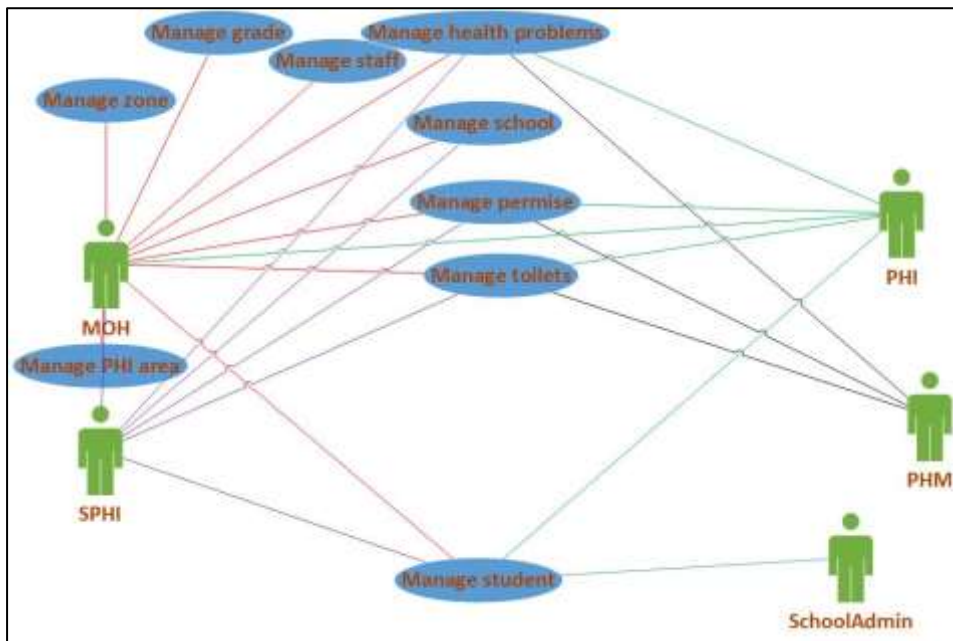 Manage grade
Manage health problems
Manage staff
Manage zone
Manage school
Manage permise
PHI
Manage toilets
MOH
Manage PHI area
PHM
SPHI
Manage student
SchoolAdmin